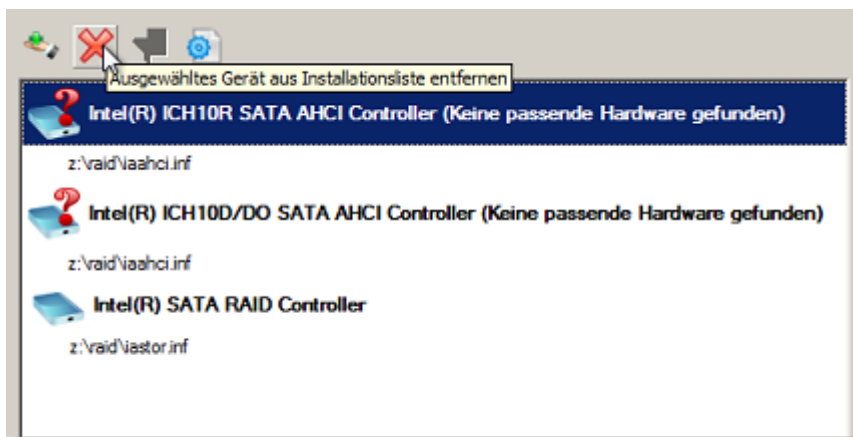 Ausgewähltes Gerät aus Installationsliste entfernen
Intel(R) ICH10R SATA AHCI Controller (Keine passende Hardware gefunden)
z:\raid\iaahci.inf
Intel(R) ICH10D/DO SATA AHCI Controller (Keine passende Hardware gefunden)
z:\raid\iaahci.inf
Intel(R) SATA RAID Controller
z:\raid\iastor.inf